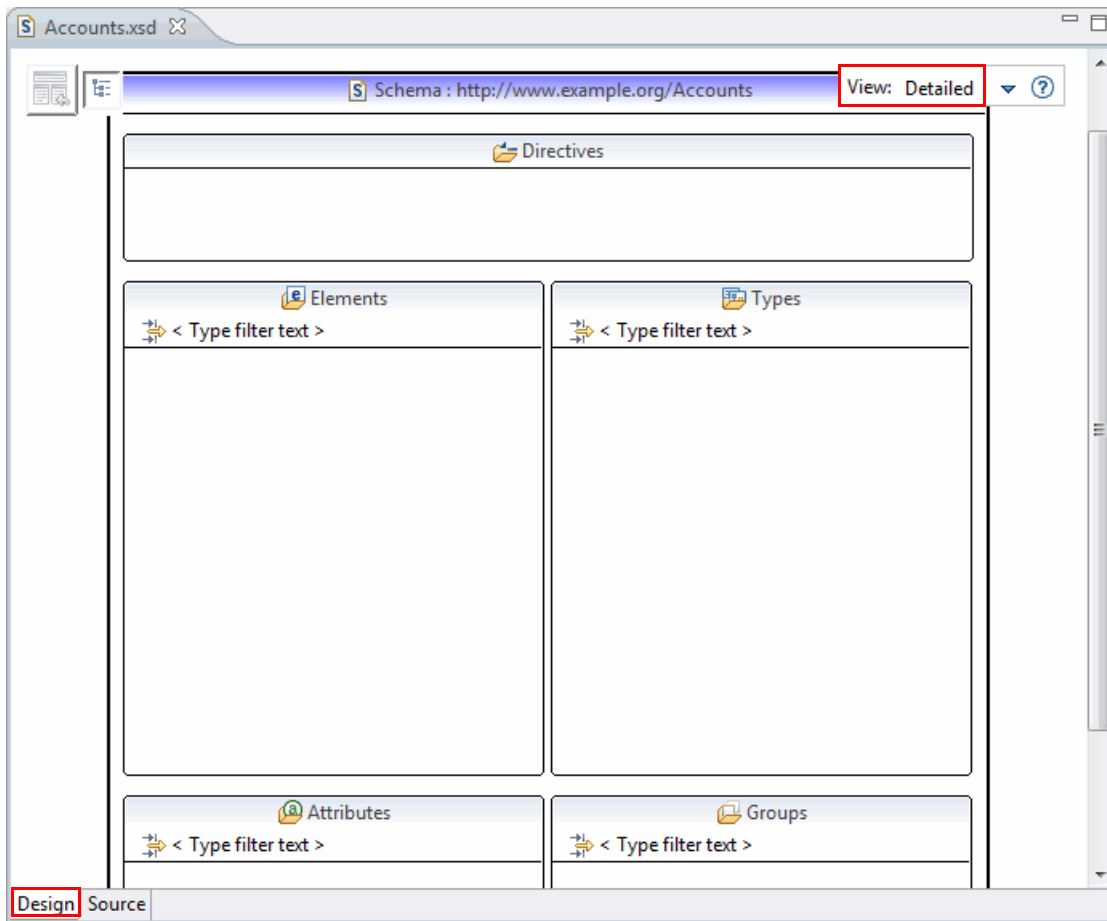 Accounts.xsd
Schema : http://www.example.org/Accounts
View: Detailed
Directives
Elements
< Type filter text >
Types
< Type filter text >
Attributes
< Type filter text >
Groups
< Type filter text >
Design Source